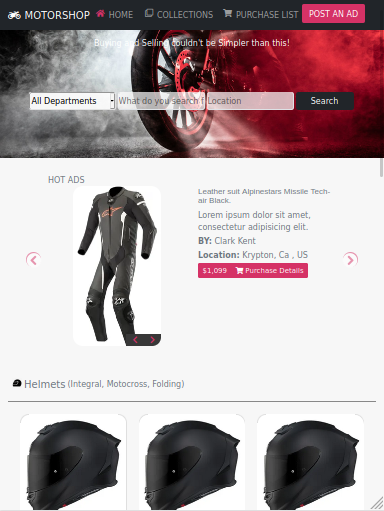 MOTORSHOP HOME COLLECTIONS PURCHASE LIST POST AN AD
Buying and Selling couldn't be Simpler than this!
All Departments What do you search f Location Search
HOT ADS
Leather suit Alpinestars Missile Tech-
air Black.
Lorem ipsum dolor sit amet,
consectetur adipisicing elit.
BY: Clark Kent
Location: Krypton, Ca , US
$1,099 Purchase Details
Helmets (Integral, Motocross, Folding)